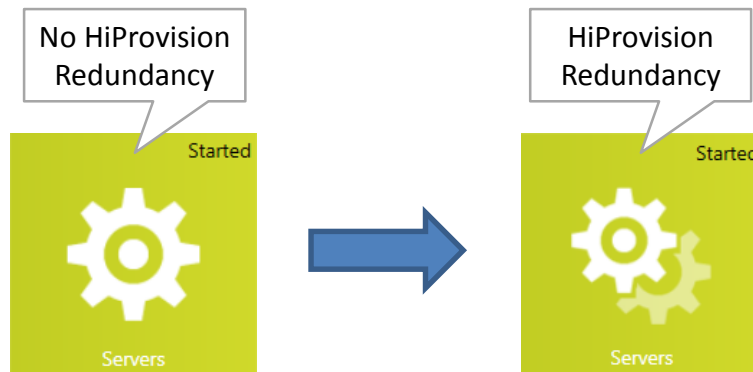 No HiProvision
Redundancy
HiProvision
Redundancy
Started
Started
Servers
Servers